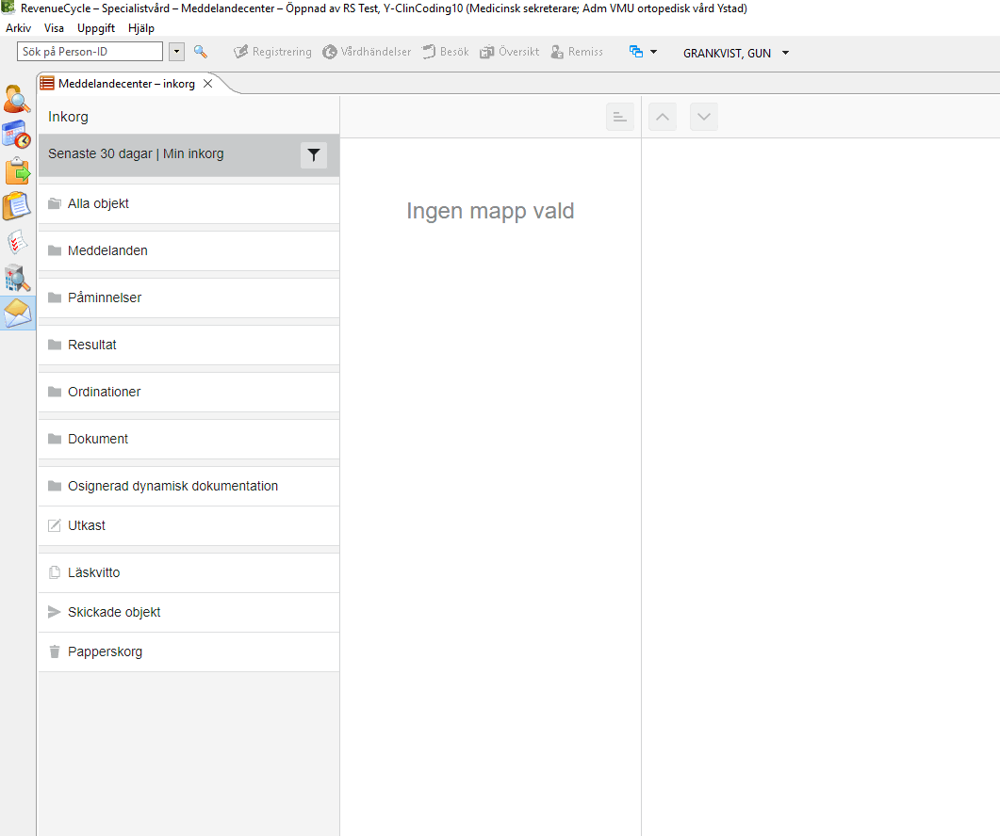 RevenueCycle – Specialistvård – Meddelandecenter – Öppnad av RS Test, Y-ClinCoding10 (Medicinsk sekreterare; Adm VMU ortopedisk vård Ystad)
Arkiv Visa Uppgift Hjälp
Sök på Person-ID Registrering Vårdhändelser Besök Översikt Remiss GRANKVIST, GUN
Meddelandecenter – inkorg
Inkorg
Senaste 30 dagar | Min inkorg
Alla objekt
Ingen mapp vald
Meddelanden
Påminnelser
Resultat
Ordinationer
Dokument
Osignerad dynamisk dokumentation
Utkast
Läskvitto
Skickade objekt
Papperskorg